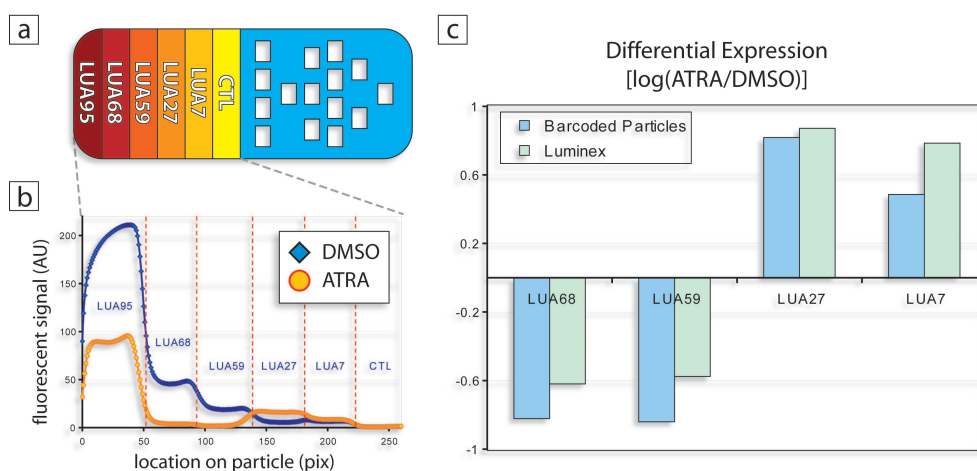 a
LUA95
LUA68
LUA59
LUA27
LUA7
CTL
b
fluorescent signal (AU)
200
150
100
50
0
DMSO
ATRA
LUA95
LUA68
LUA59
LUA27
LUA7
CTL
0
50
100
150
200
250
location on particle (pix)
c
Differential Expression
[log(ATRA/DMSO)]
Barcoded Particles
Luminex
1
0.6
0.2
-0.2
-0.6
-1
LUA68
LUA59
LUA27
LUA7